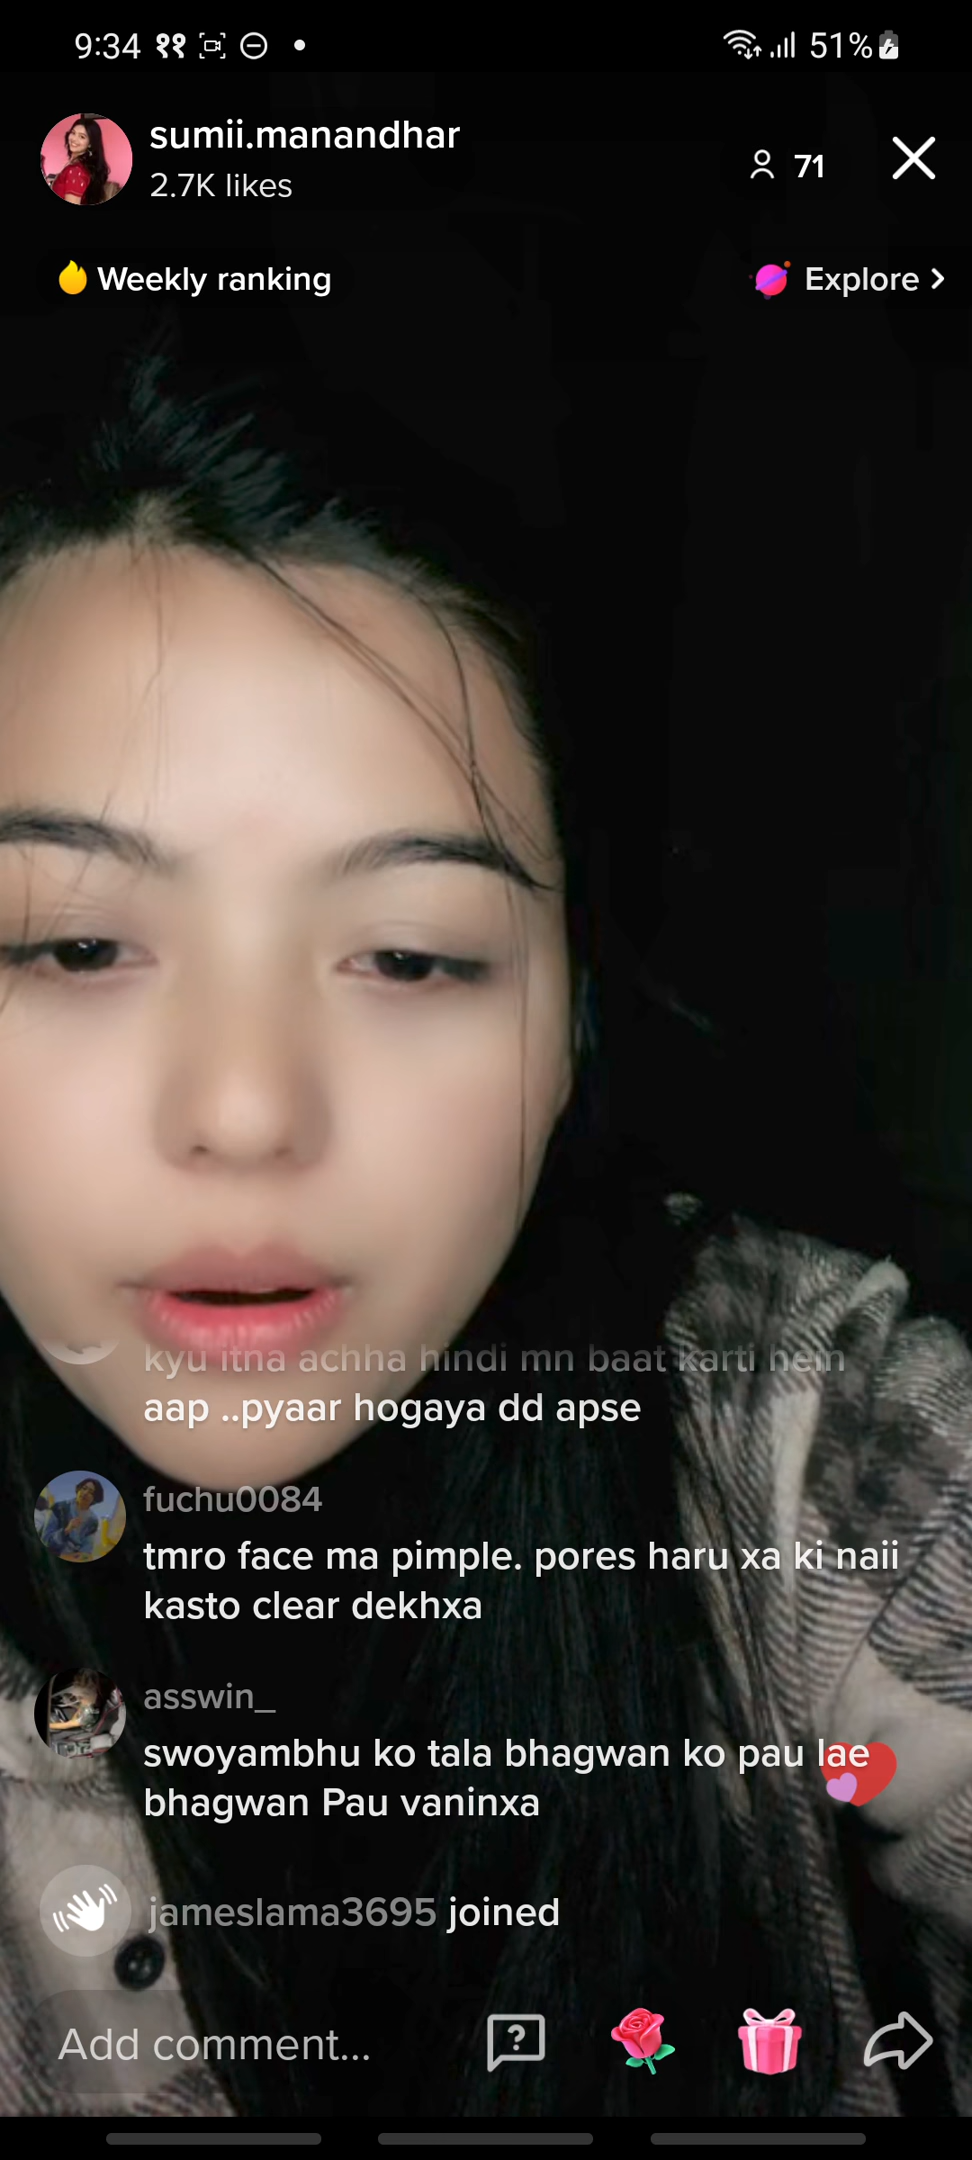 9:34 ११ 51%
sumii.manandhar
2.7K likes
71
Weekly ranking
Explore >
kyu itna achha hindi mn baat karti hein
aap ..pyaar hogaya dd apse
fuchu0084
tmro face ma pimple. pores haru xa ki naii
kasto clear dekhxa
asswin_
swoyambhu ko tala bhagwan ko pau lae
bhagwan Pau vaninxa
jameslama3695 joined
Add comment...